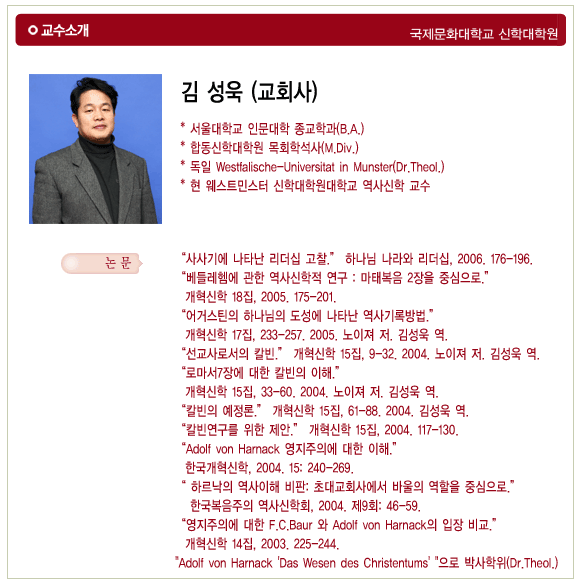 교수소개
국제문화대학교 신학대학원
김 성욱 (교회사)
* 서울대학교 인문대학 종교학과(B.A.)
* 합동신학대학원 목회학석사(M.Div.)
* 독일 Westfalische-Universitat in Munster(Dr.Theol.)
* 현 웨스트민스터 신학대학원대학교 역사신학 교수
논 문
“사사기에 나타난 리더십 고찰.” 하나님 나라와 리더십, 2006. 176-196.
“베들레헴에 관한 역사신학적 연구 : 마태복음 2장을 중심으로.”
개혁신학 18집, 2005. 175-201.
“어거스틴의 하나님의 도성에 나타난 역사기록방법.”
개혁신학 17집, 233-257. 2005. 노이져 저. 김성욱 역.
“선교사로서의 칼빈.” 개혁신학 15집, 9-32. 2004. 노이져 저. 김성욱 역.
“로마서7장에 대한 칼빈의 이해.”
개혁신학 15집, 33-60. 2004. 노이져 저. 김성욱 역.
“칼빈의 예정론.” 개혁신학 15집, 61-88. 2004. 김성욱 역.
“칼빈연구를 위한 제안.” 개혁신학 15집, 2004. 117-130.
“Adolf von Harnack 영지주의에 대한 이해.”
한국개혁신학, 2004. 15: 240-269.
“ 하르낙의 역사이해 비판: 초대교회사에서 바울의 역할을 중심으로.”
한국복음주의 역사신학회, 2004. 제9회: 46-59.
“영지주의에 대한 F.C.Baur 와 Adolf von Harnack의 입장 비교.”
개혁신학 14집, 2003. 225-244.
"Adolf von Harnack 'Das Wesen des Christentums' "으로 박사학위(Dr.Theol.)